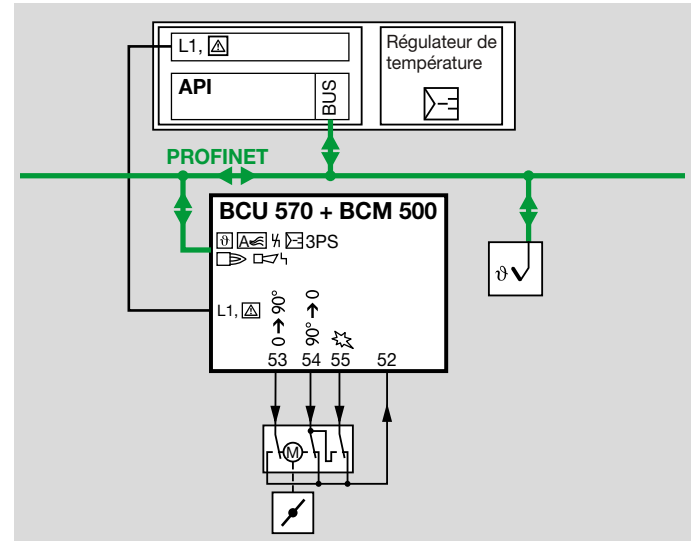 L1,
Régulateur de
température
API
BUS
PROFINET
BCU 570 + BCM 500
ϑ A 3PS
L1,
0 ➔ 90°
90° ➔ 0
53 54 55 52
ϑ
M